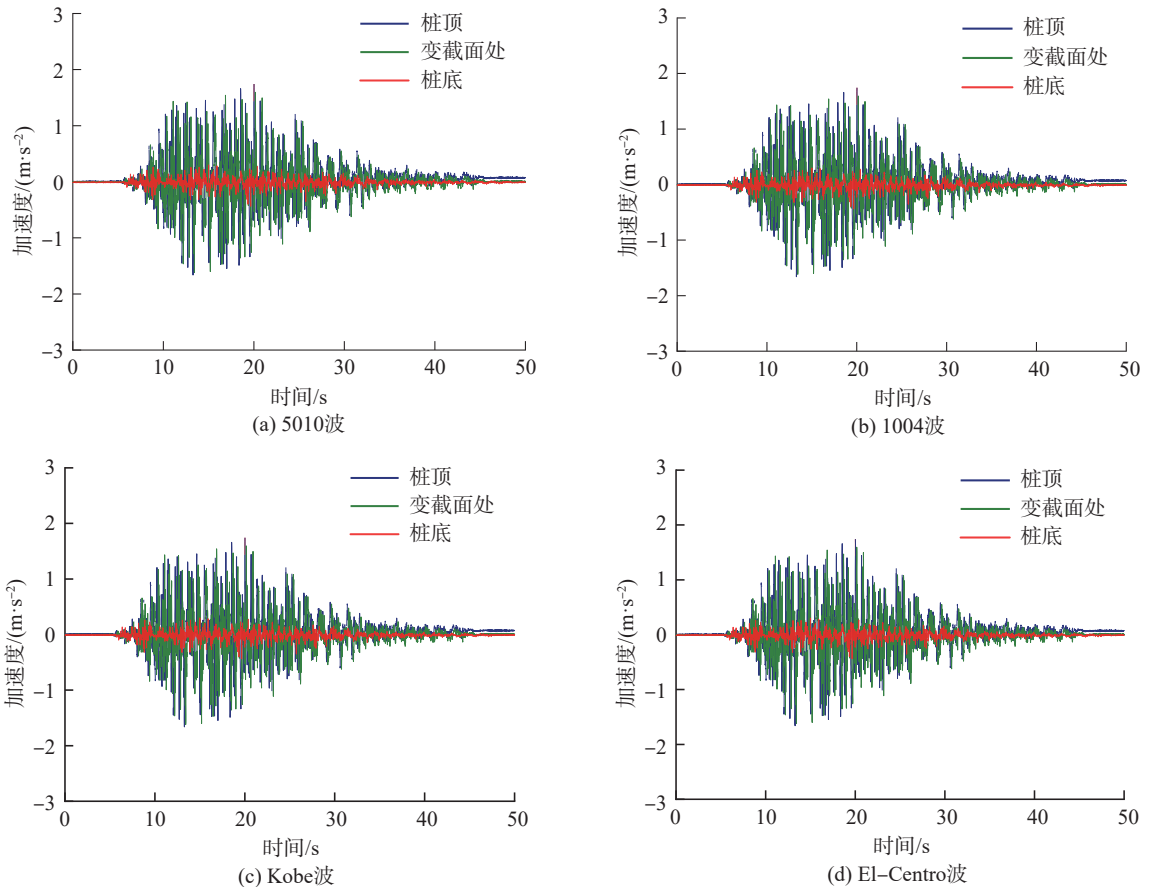 3
2
1
0
−1
−2
−3
加速度/(m·s⁻²)
桩顶
变截面处
桩底
0
10
20
30
40
50
时间/s
(a) 5010波
3
2
1
0
−1
−2
−3
加速度/(m·s⁻²)
桩顶
变截面处
桩底
0
10
20
30
40
50
时间/s
(b) 1004波
3
2
1
0
−1
−2
−3
加速度/(m·s⁻²)
桩顶
变截面处
桩底
0
10
20
30
40
50
时间/s
(c) Kobe波
3
2
1
0
−1
−2
−3
加速度/(m·s⁻²)
桩顶
变截面处
桩底
0
10
20
30
40
50
时间/s
(d) El−Centro波